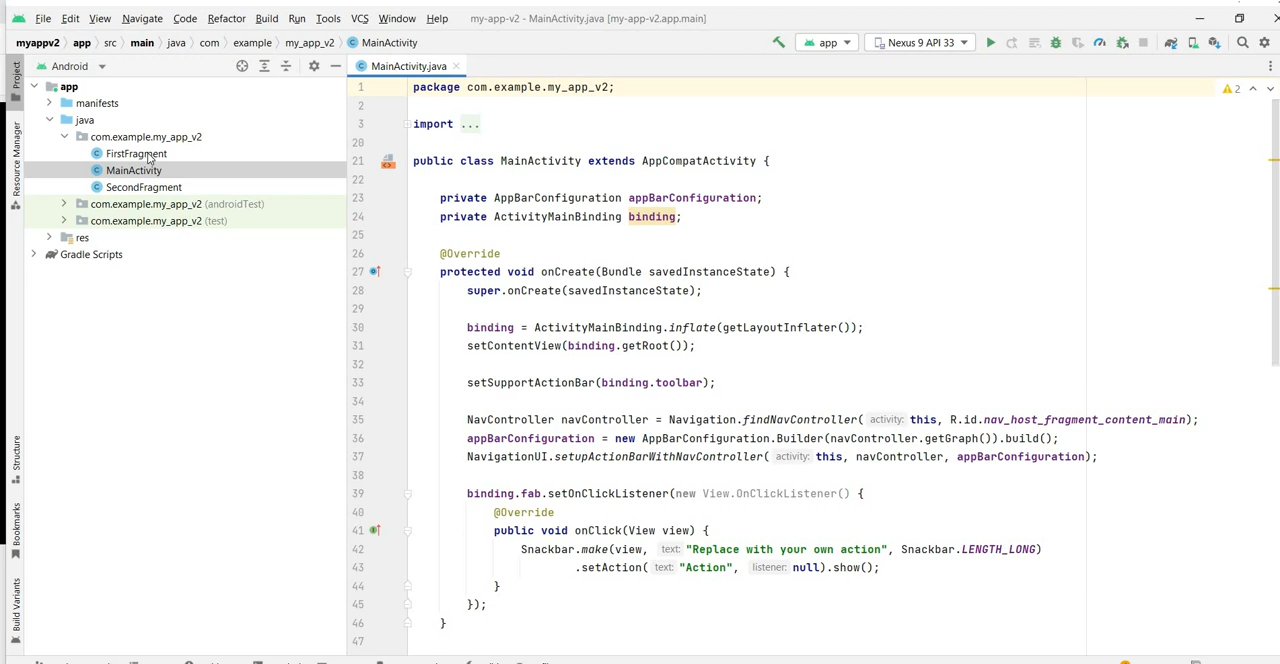 File Edit View Navigate Code Refactor Build Run Tools VCS Window Help my-app-v2 - MainActivity.java [my-app-v2.app.main]
myappv2 app src main java com example my_app_v2 MainActivity app Nexus 9 API 33
Project Android MainActivity.java
Resource Manager
Structure
Bookmarks
Build Variants
app
manifests
java
com.example.my_app_v2
FirstFragment
MainActivity
SecondFragment
com.example.my_app_v2 (androidTest)
com.example.my_app_v2 (test)
res
Gradle Scripts
1 package com.example.my_app_v2; 2
2
3 import ...
20
21 public class MainActivity extends AppCompatActivity {
22
23 private AppBarConfiguration appBarConfiguration;
24 private ActivityMainBinding binding;
25
26 @Override
27 protected void onCreate(Bundle savedInstanceState) {
28 super.onCreate(savedInstanceState);
29
30 binding = ActivityMainBinding.inflate(getLayoutInflater());
31 setContentView(binding.getRoot());
32
33 setSupportActionBar(binding.toolbar);
34
35 NavController navController = Navigation.findNavController( activity: this, R.id.nav_host_fragment_content_main);
36 appBarConfiguration = new AppBarConfiguration.Builder(navController.getGraph()).build();
37 NavigationUI.setupActionBarWithNavController( activity: this, navController, appBarConfiguration);
38
39 binding.fab.setOnClickListener(new View.OnClickListener() {
40 @Override
41 public void onClick(View view) {
42 Snackbar.make(view, text: "Replace with your own action", Snackbar.LENGTH_LONG)
43 .setAction( text: "Action", listener: null).show();
44 }
45 });
46 }
47